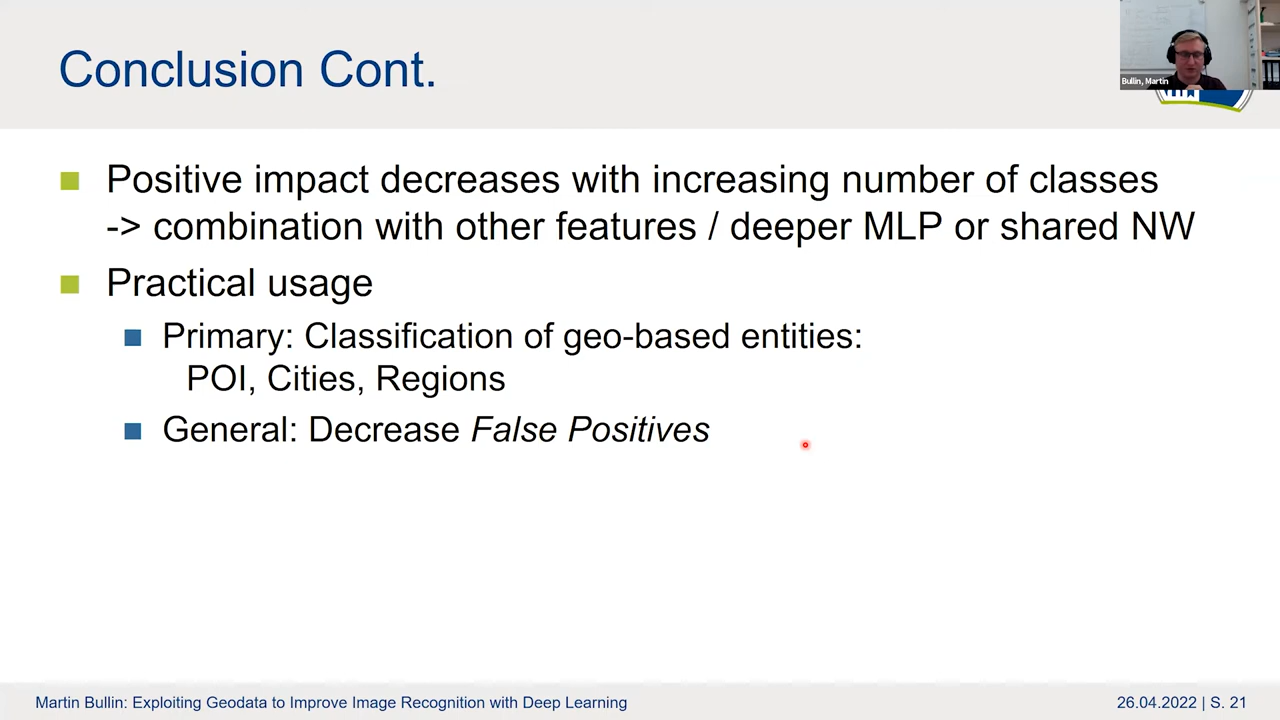 Conclusion Cont.
Bullin, Martin
Positive impact decreases with increasing number of classes
-> combination with other features / deeper MLP or shared NW
Practical usage
Primary: Classification of geo-based entities:
POI, Cities, Regions
General: Decrease False Positives
Martin Bullin: Exploiting Geodata to Improve Image Recognition with Deep Learning
26.04.2022 | S. 21